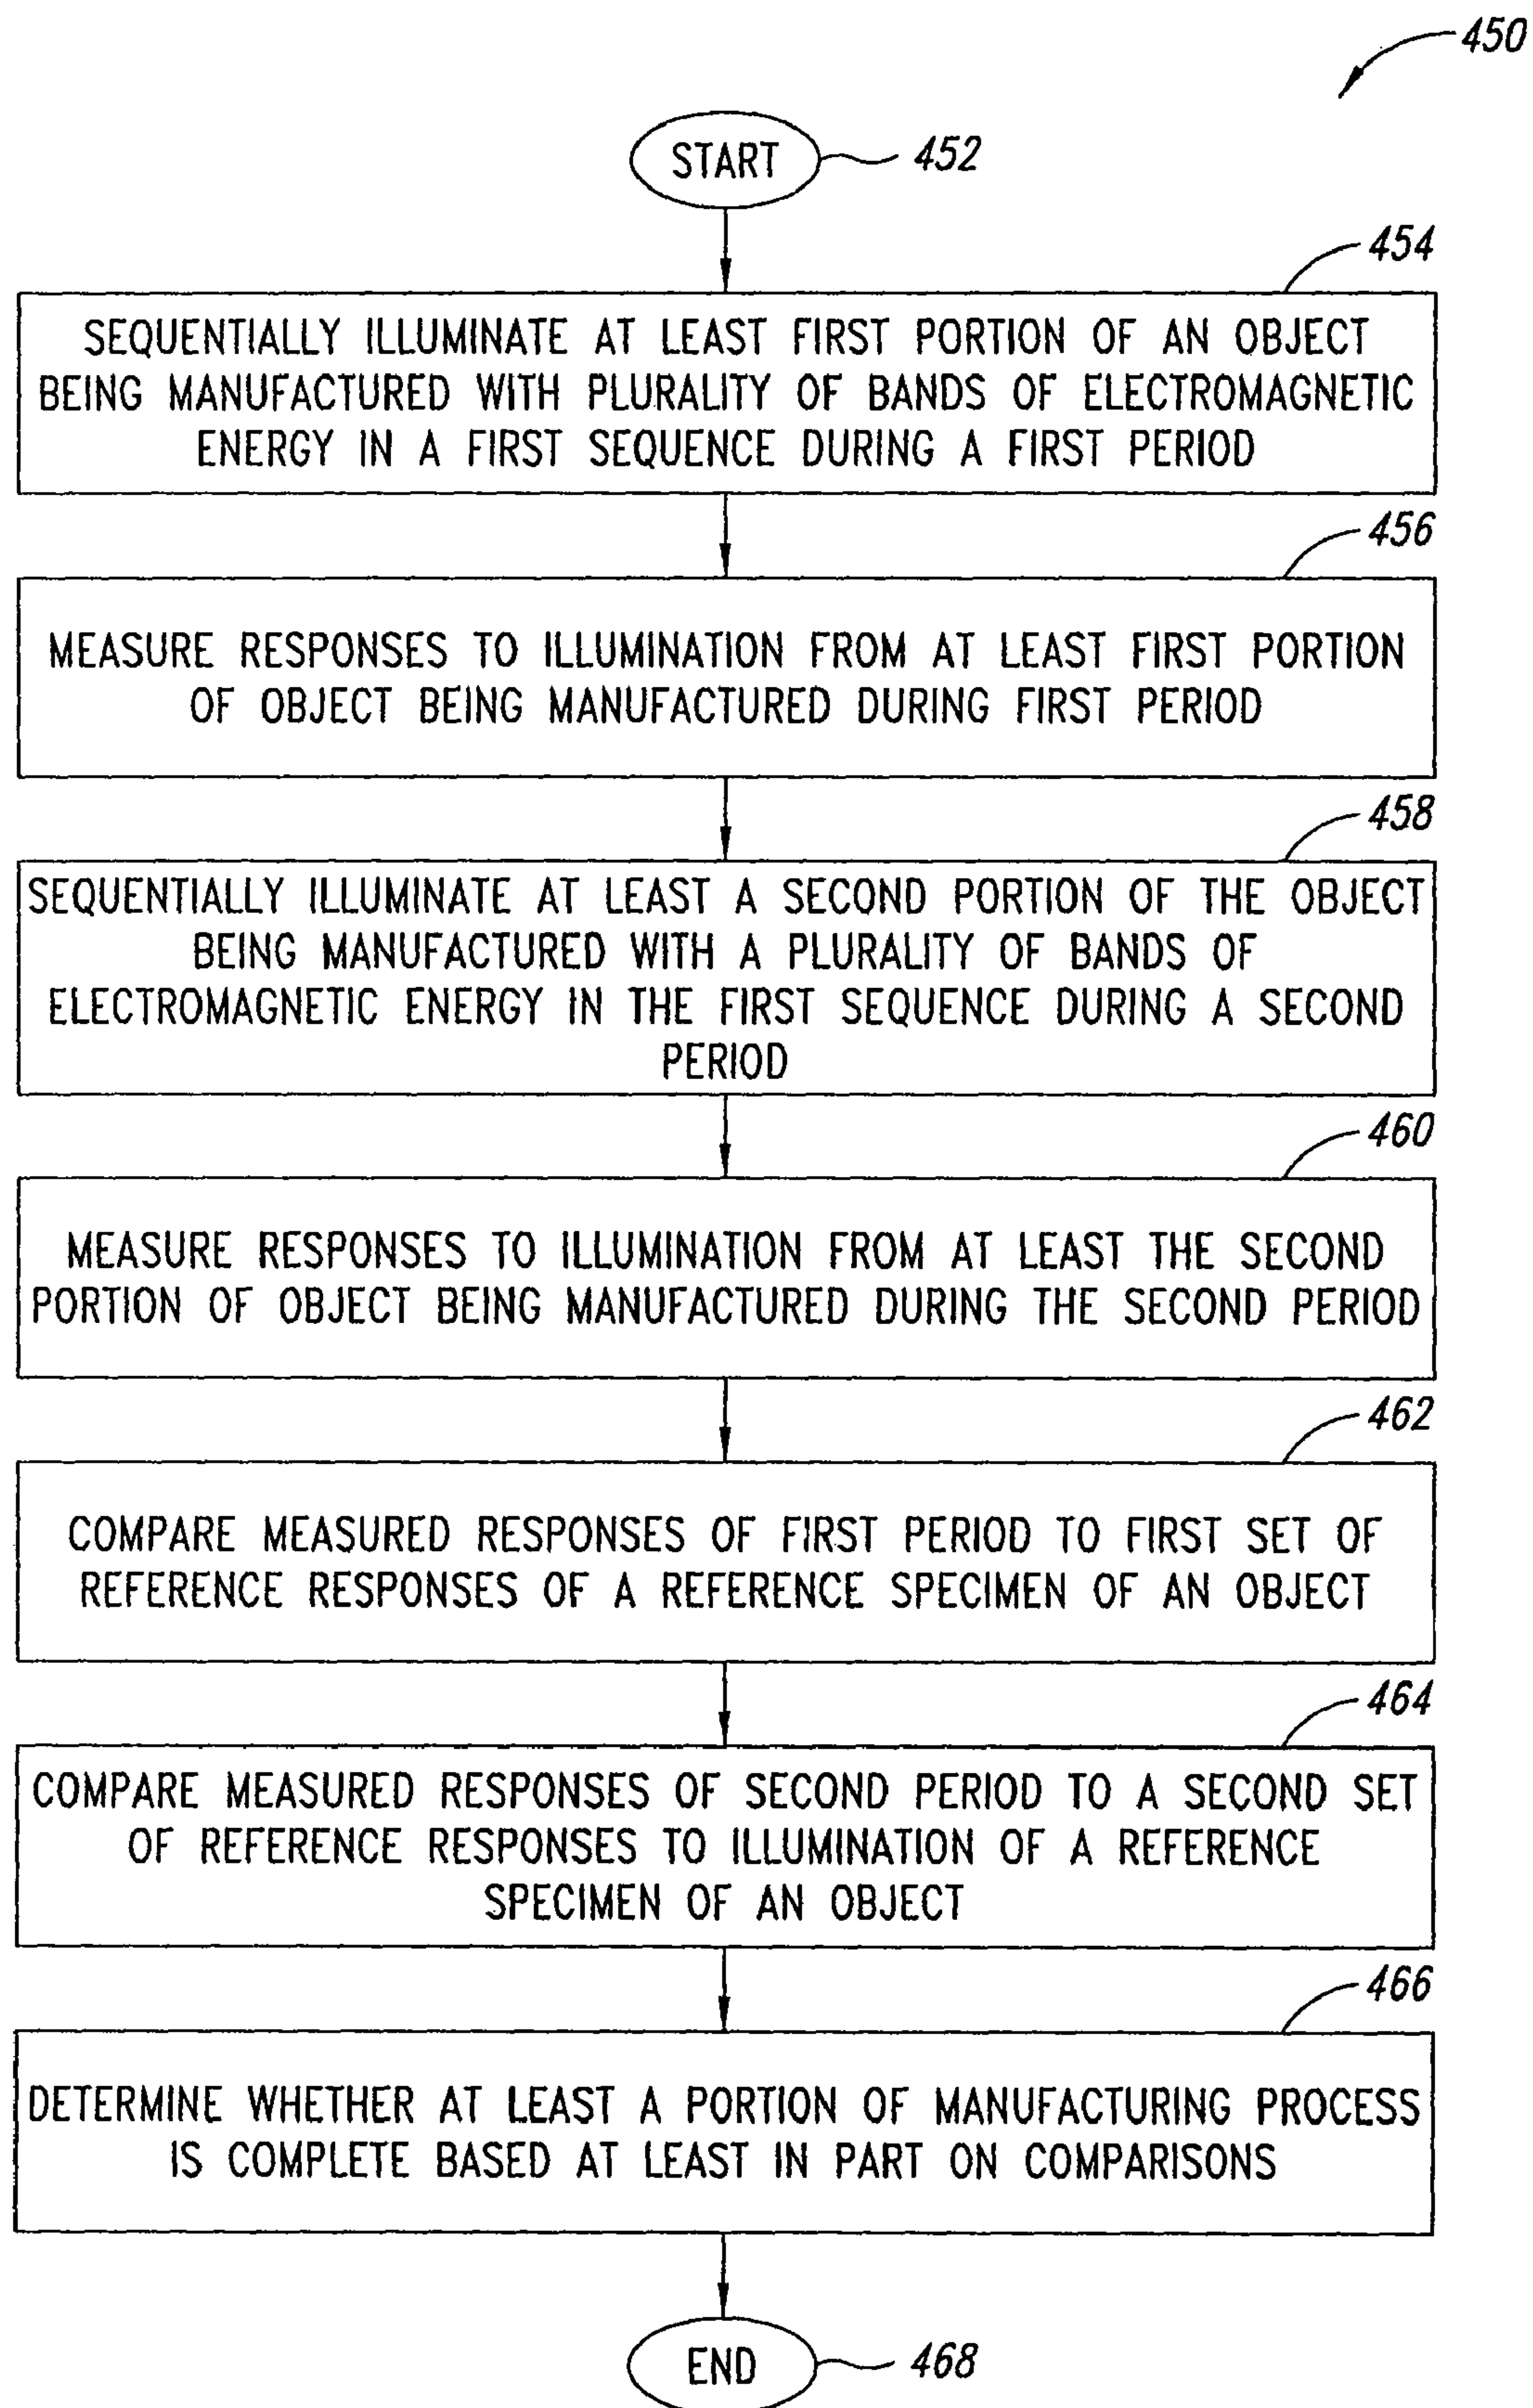 450
START
452
454
SEQUENTIALLY ILLUMINATE AT LEAST FIRST PORTION OF AN OBJECT
BEING MANUFACTURED WITH PLURALITY OF BANDS OF ELECTROMAGNETIC
ENERGY IN A FIRST SEQUENCE DURING A FIRST PERIOD
456
MEASURE RESPONSES TO ILLUMINATION FROM AT LEAST FIRST PORTION
OF OBJECT BEING MANUFACTURED DURING FIRST PERIOD
458
SEQUENTIALLY ILLUMINATE AT LEAST A SECOND PORTION OF THE OBJECT
BEING MANUFACTURED WITH A PLURALITY OF BANDS OF
ELECTROMAGNETIC ENERGY IN THE FIRST SEQUENCE DURING A SECOND
PERIOD
460
MEASURE RESPONSES TO ILLUMINATION FROM AT LEAST THE SECOND
PORTION OF OBJECT BEING MANUFACTURED DURING THE SECOND PERIOD
462
COMPARE MEASURED RESPONSES OF FIRST PERIOD TO FIRST SET OF
REFERENCE RESPONSES OF A REFERENCE SPECIMEN OF AN OBJECT
464
COMPARE MEASURED RESPONSES OF SECOND PERIOD TO A SECOND SET
OF REFERENCE RESPONSES TO ILLUMINATION OF A REFERENCE
SPECIMEN OF AN OBJECT
466
DETERMINE WHETHER AT LEAST A PORTION OF MANUFACTURING PROCESS
IS COMPLETE BASED AT LEAST IN PART ON COMPARISONS
END
468